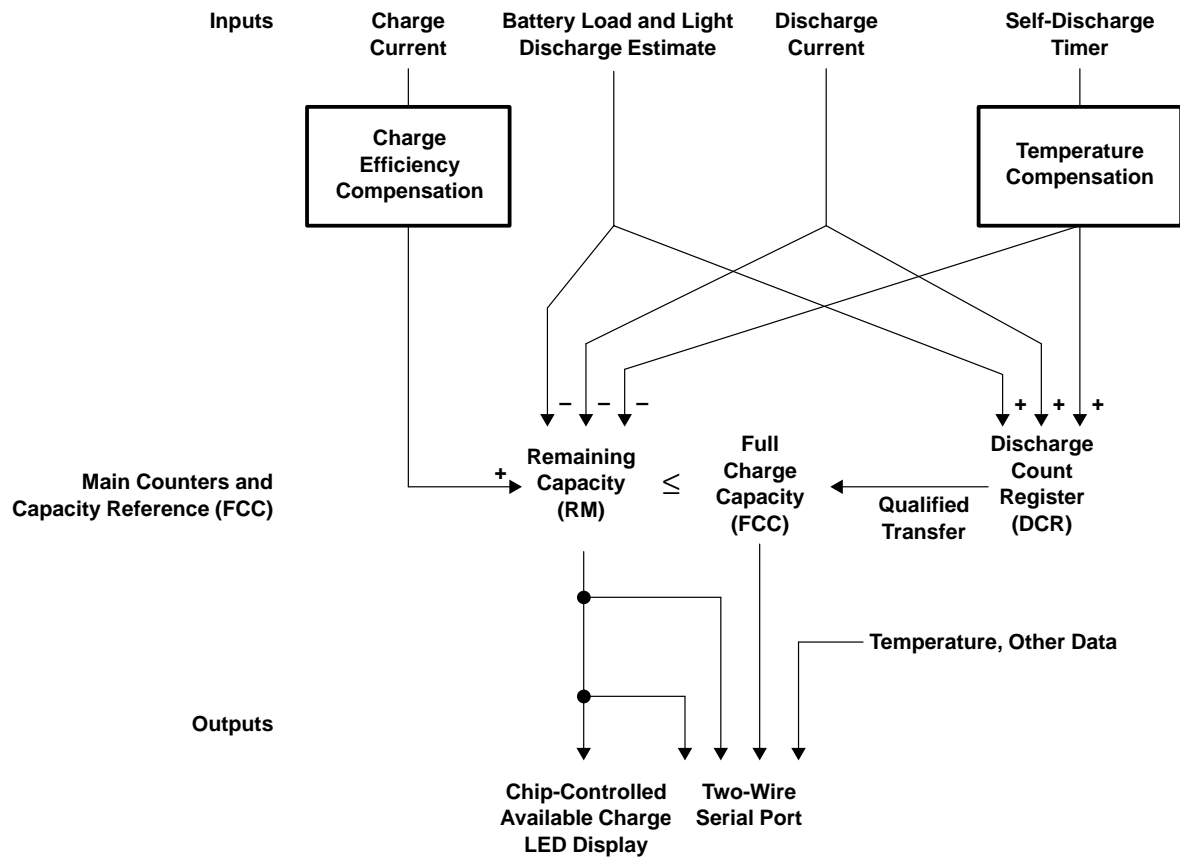 Inputs
Charge
Current
Battery Load and Light
Discharge Estimate
Discharge
Current
Self-Discharge
Timer
Charge
Efficiency
Compensation
Temperature
Compensation
– – –
+ + +
Main Counters and
Capacity Reference (FCC)
+
Remaining
Capacity
(RM)
≤
Full
Charge
Capacity
(FCC)
Qualified
Transfer
Discharge
Count
Register
(DCR)
Temperature, Other Data
Outputs
Chip-Controlled
Available Charge
LED Display
Two-Wire
Serial Port